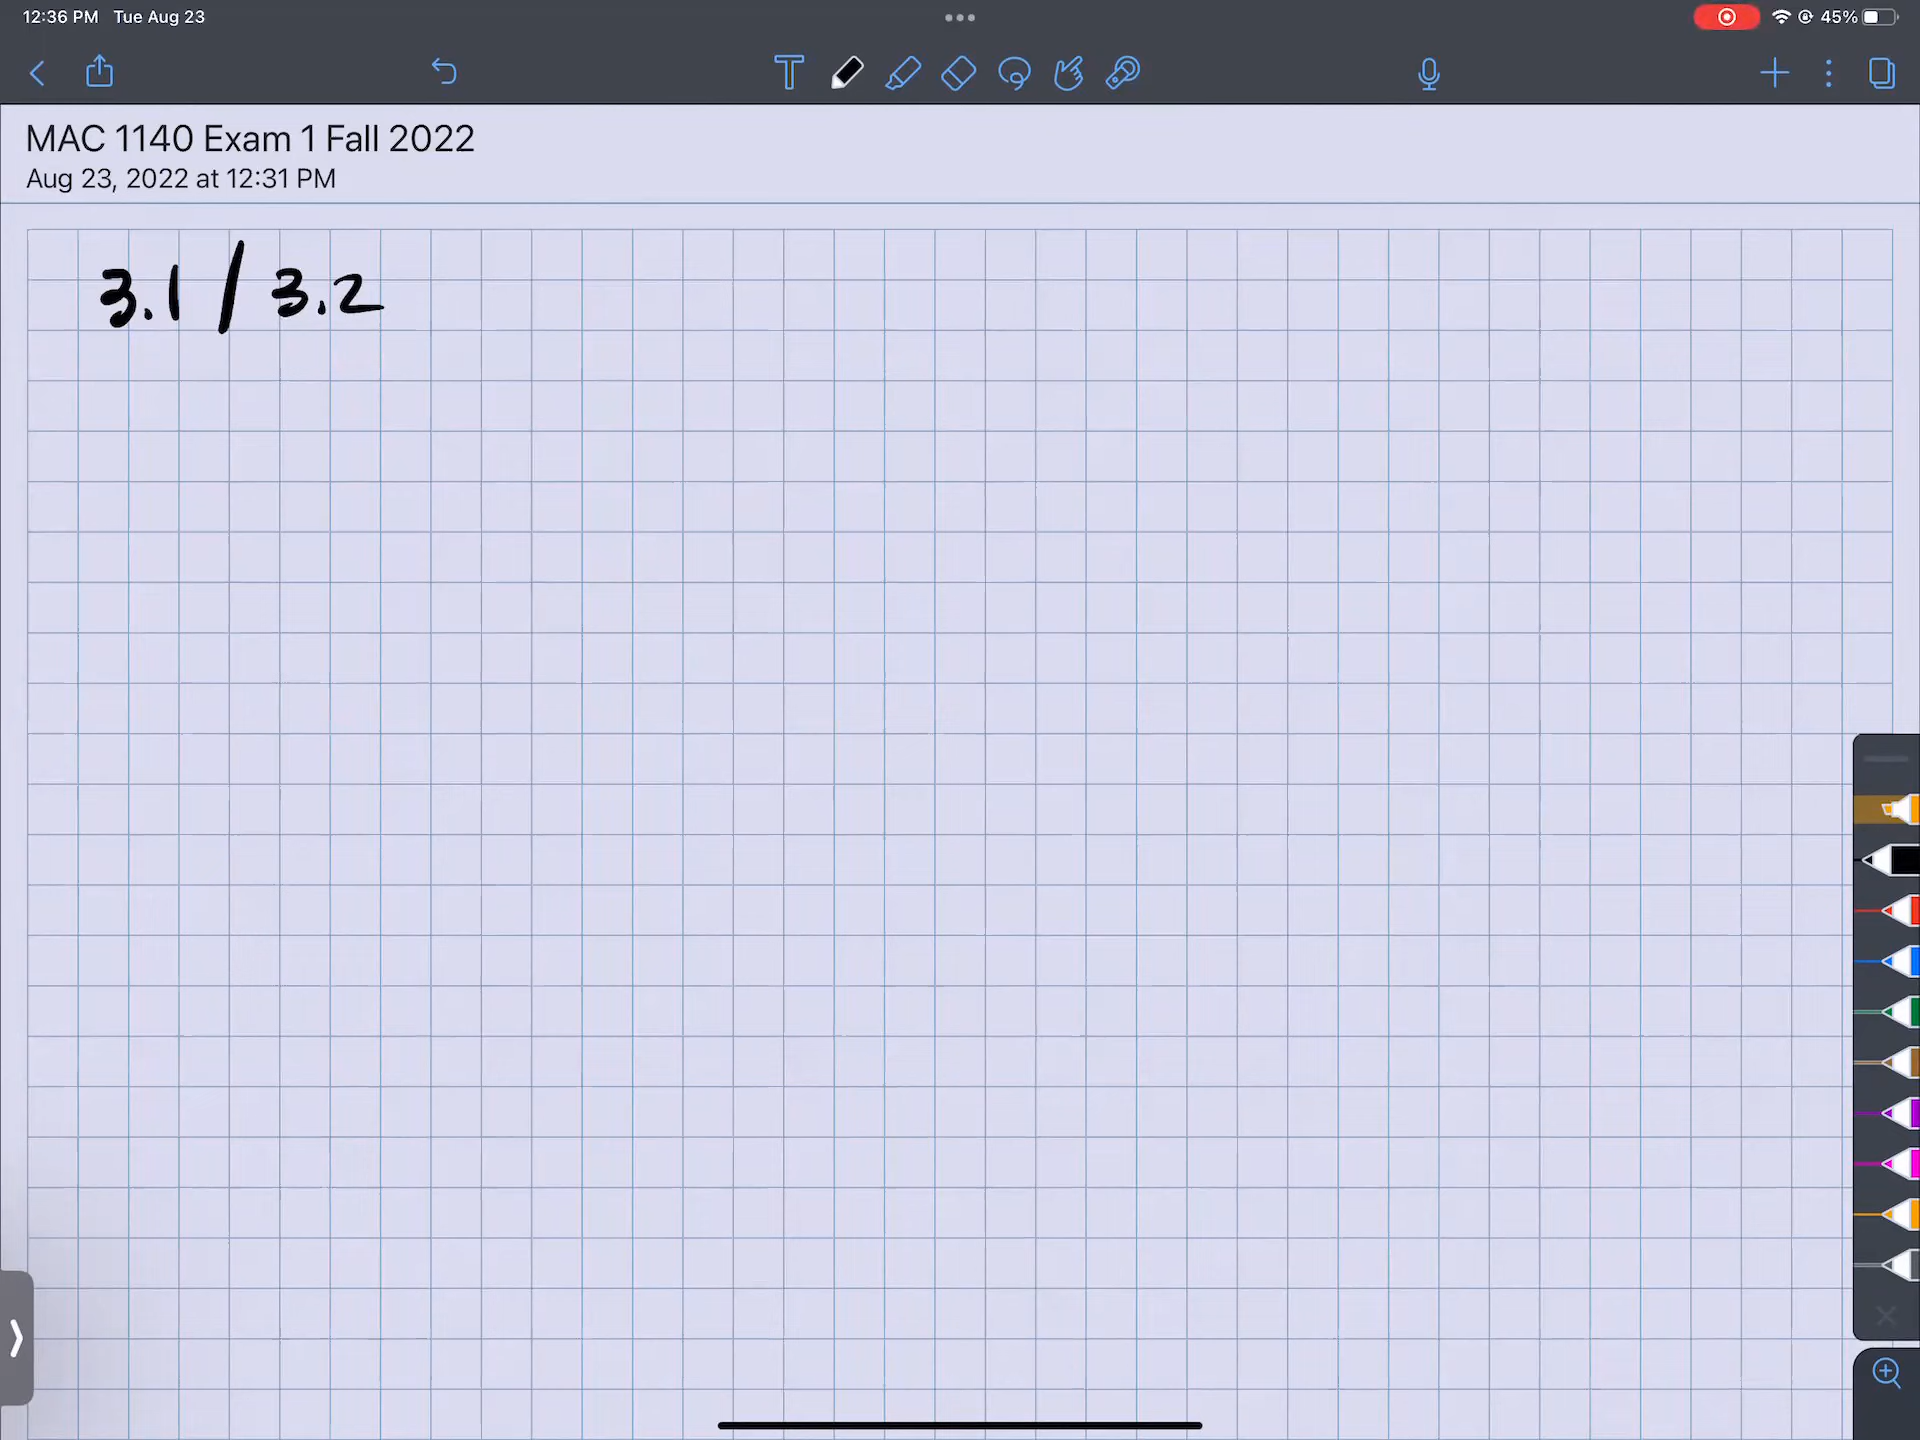 12:36 PM Tue Aug 23
45%
MAC 1140 Exam 1 Fall 2022
Aug 23, 2022 at 12:31 PM
3.1 / 3.2